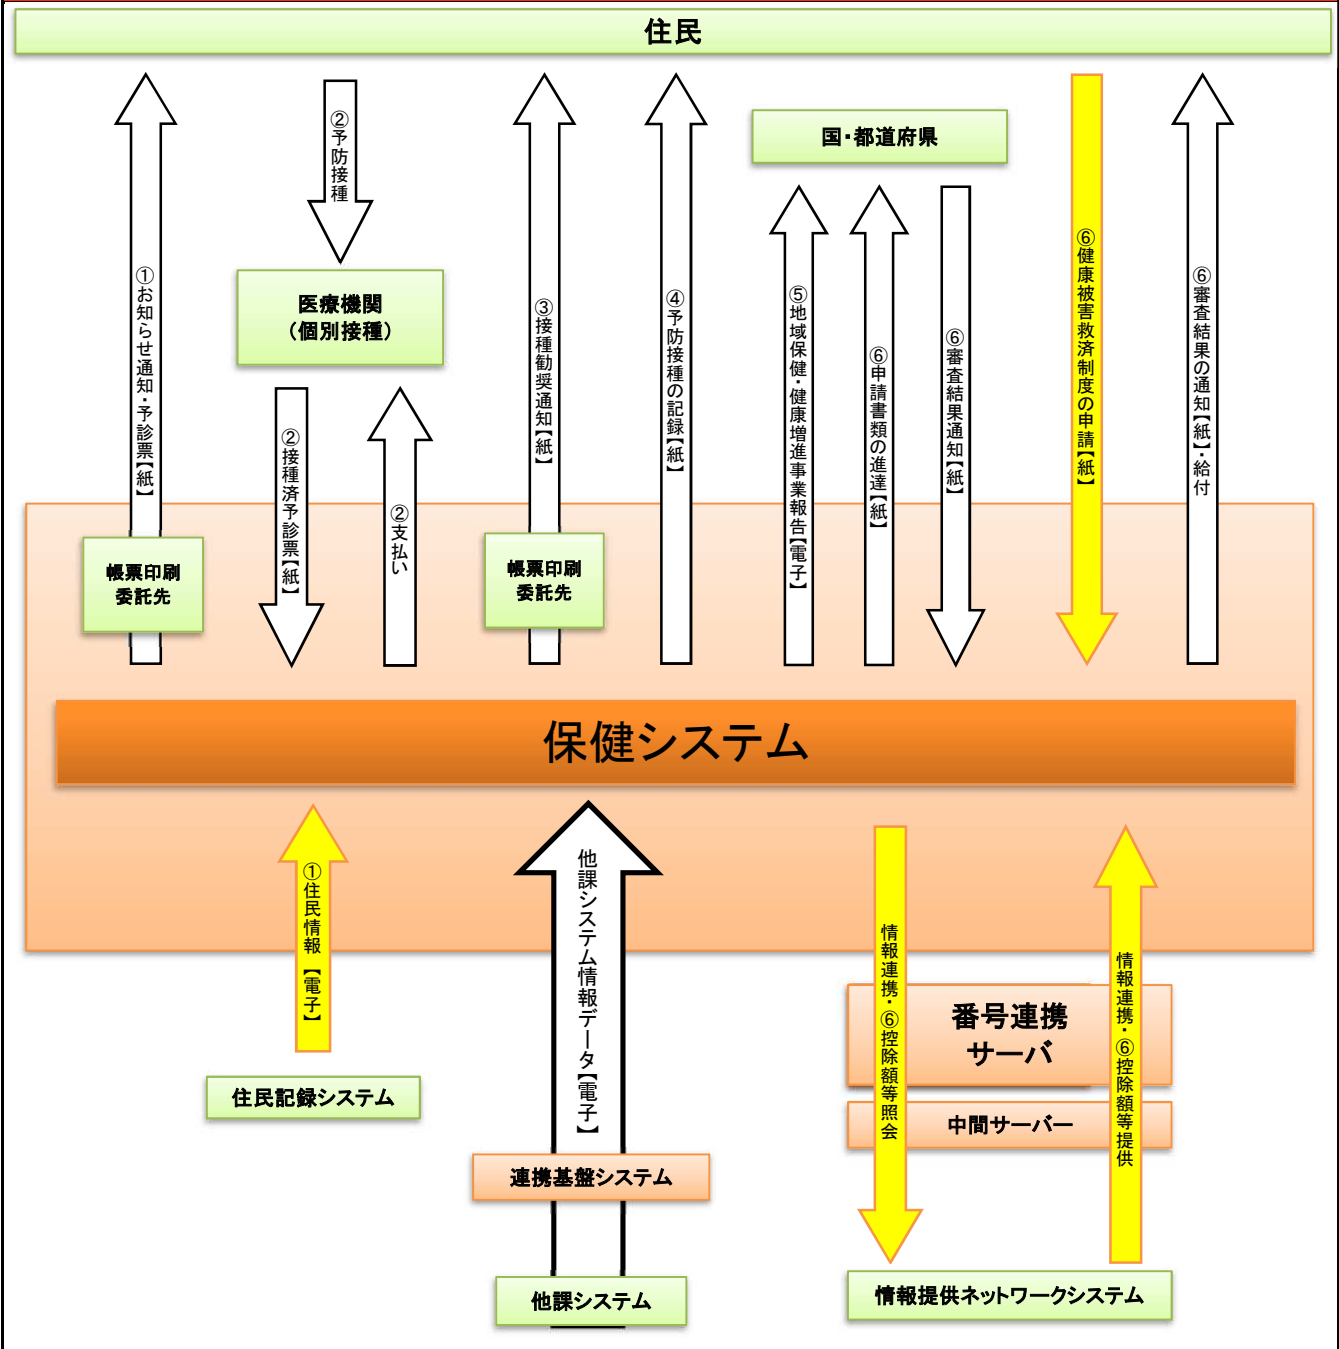 住民
①お知らせ通知・予診票【紙】
②予防接種
医療機関
（個別接種）
②接種済予診票【紙】
②支払い
③接種勧奨通知【紙】
④予防接種の記録【紙】
国・都道府県
⑤地域保健・健康増進事業報告【電子】
⑥申請書類の進達【紙】
⑥審査結果通知【紙】
⑥健康被害救済制度の申請【紙】
⑥審査結果の通知【紙】・給付
帳票印刷
委託先
帳票印刷
委託先
保健システム
①住民情報　【電子】
他課システム情報データ【電子】
情報連携・⑥控除額等照会
情報連携・⑥控除額等提供
番号連携
サーバ
中間サーバー
住民記録システム
連携基盤システム
他課システム
情報提供ネットワークシステム